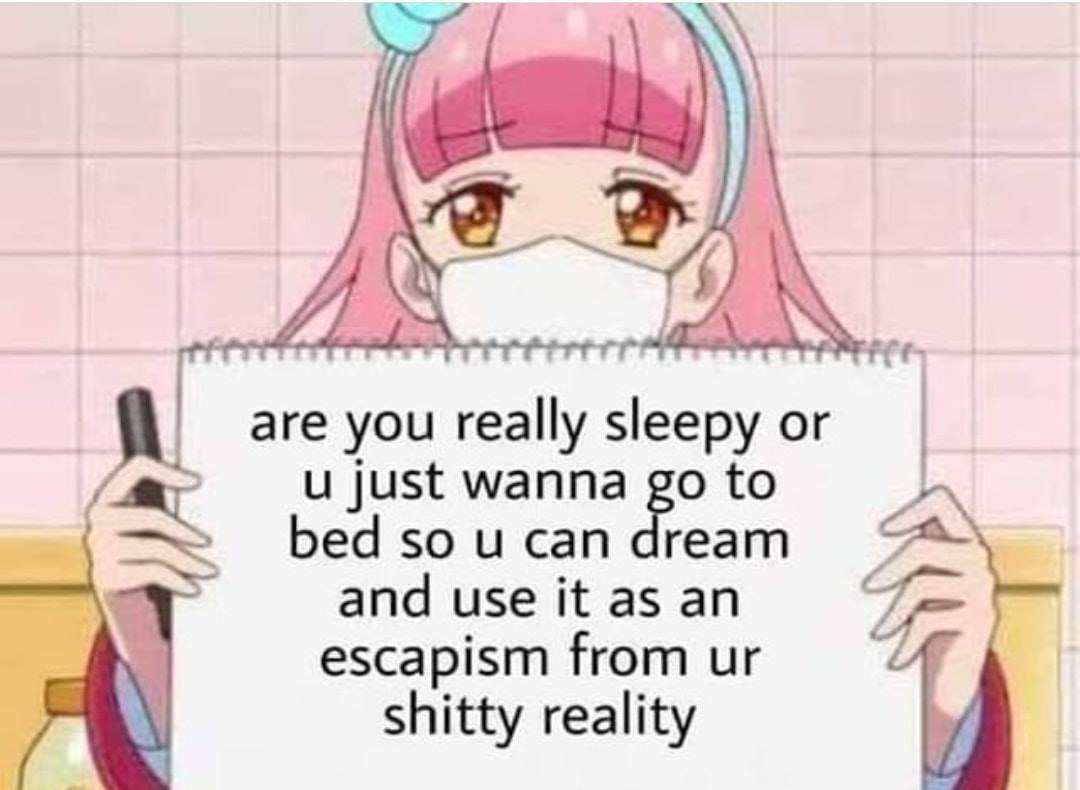 are you really sleepy or
u just wanna go to
bed so u can dream
and use it as an
escapism from ur
shitty reality